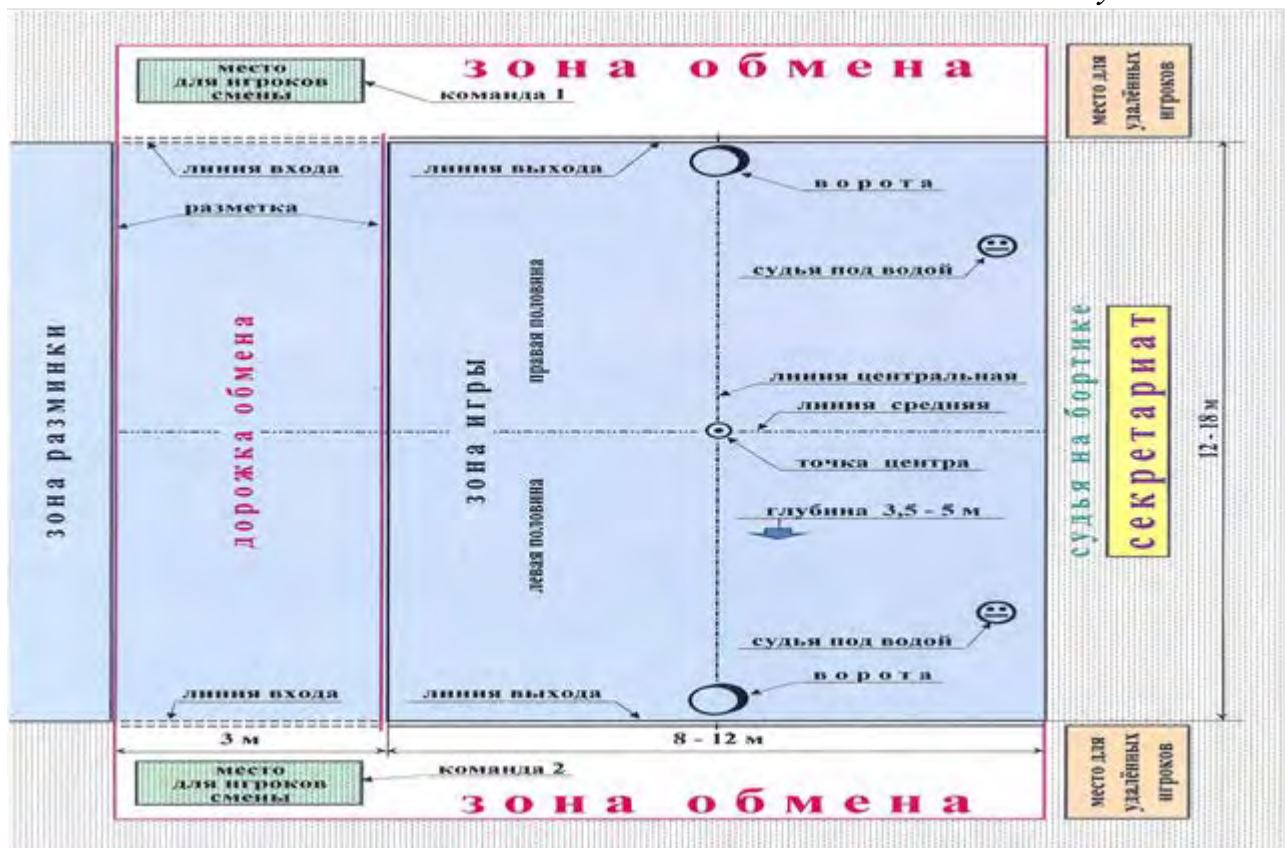 у
место
для игроков
смены
зона обмена
команда 1
место для
удалённых
игроков
линия входа
линия выхода
ворота
разметка
судья под водой
зона разминки
дорожка обмена
зона игры
правая половина
левая половина
линия центральная
линия средняя
точка центра
глубина 3,5 - 5 м
судья на бортике
секретариат
12 - 18 м
судья под водой
ворота
линия входа
линия выхода
3 м
8 - 12 м
место
для игроков
смены
команда 2
зона обмена
место для
удалённых
игроков